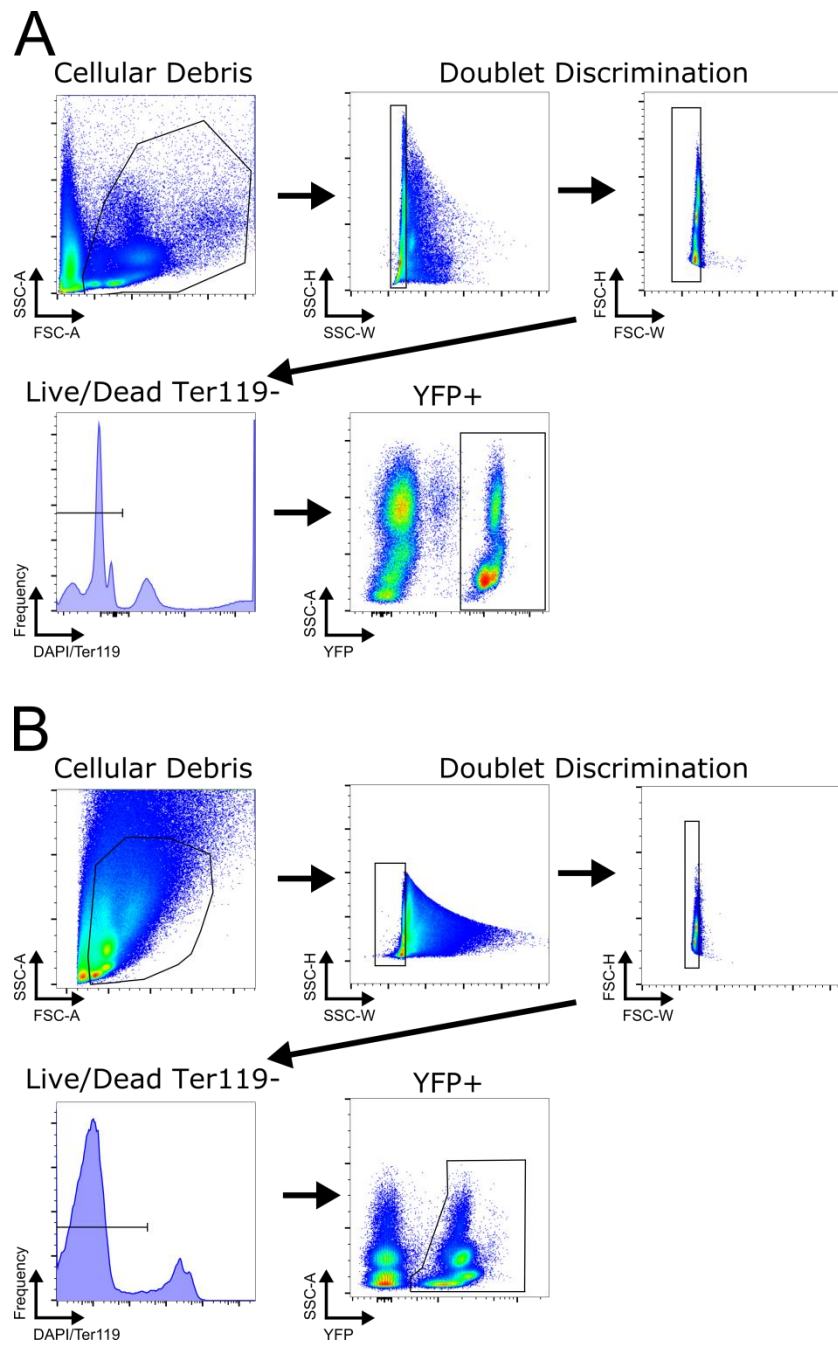 A
Cellular Debris
Doublet Discrimination
SSC-A
FSC-A
SSC-H
SSC-W
FSC-H
FSC-W
Live/Dead Ter119-
YFP+
Frequency
DAPI/Ter119
SSC-A
YFP
B
Cellular Debris
Doublet Discrimination
SSC-A
FSC-A
SSC-H
SSC-W
FSC-H
FSC-W
Live/Dead Ter119-
YFP+
Frequency
DAPI/Ter119
SSC-A
YFP